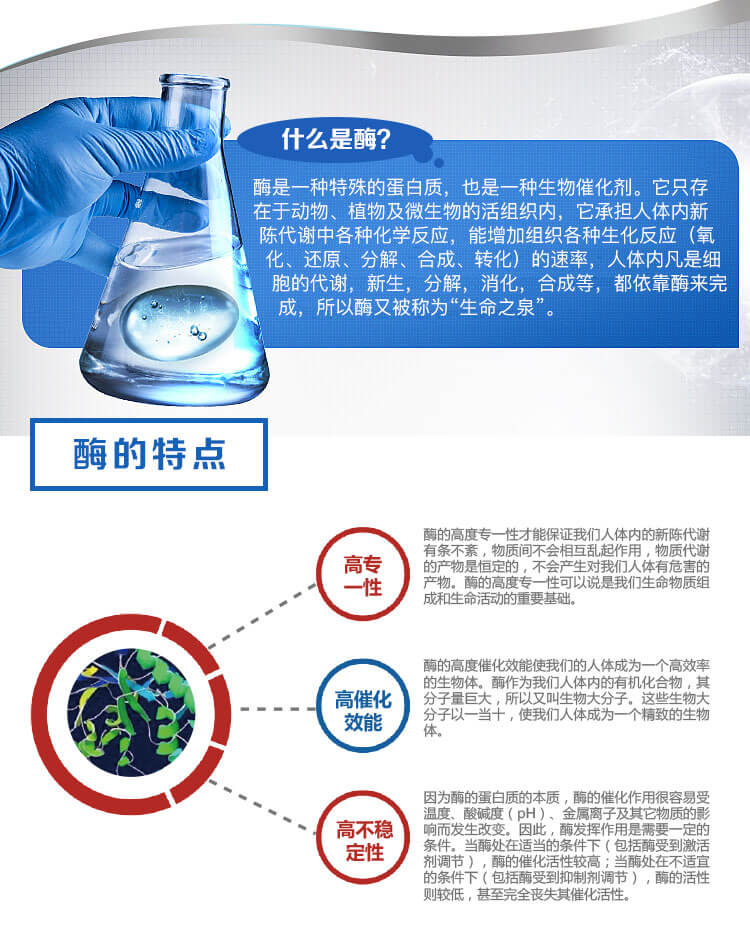 什么是酶?
酶是一种特殊的蛋白质，也是一种生物催化剂。它只存
在于动物、植物及微生物的活组织内，它承担人体内新
陈代谢中各种化学反应，能增加组织各种生化反应（氧
化、还原、分解、合成、转化）的速率，人体内凡是细
胞的代谢，新生，分解，消化，合成等，都依靠酶来完
成，所以酶又被称为“生命之泉”。
酶的特点
高专
一性
酶的高度专一性才能保证我们人体内的新陈代谢
有条不紊，物质间不会相互乱起作用，物质代谢
的产物是恒定的，不会产生对我们人体有危害的
产物。酶的高度专一性可以说是我们生命物质组
成和生命活动的重要基础。
高催化
效能
酶的高度催化效能使我们的人体成为一个高效率
的生物体。酶作为我们人体内的有机化合物，其
分子量巨大，所以又叫生物大分子。这些生物大
分子以一当十，使我们人体成为一个精致的生物
体。
高不稳
定性
因为酶的蛋白质的本质，酶的催化作用很容易受
温度、酸碱度（pH）、金属离子及其它物质的影
响而发生改变。因此，酶发挥作用是需要一定的
条件。当酶处在适当的条件下（包括酶受到激活
剂调节），酶的催化活性较高；当酶处在不适宜
的条件下（包括酶受到抑制剂调节），酶的活性
则较低，甚至完全丧失其催化活性。